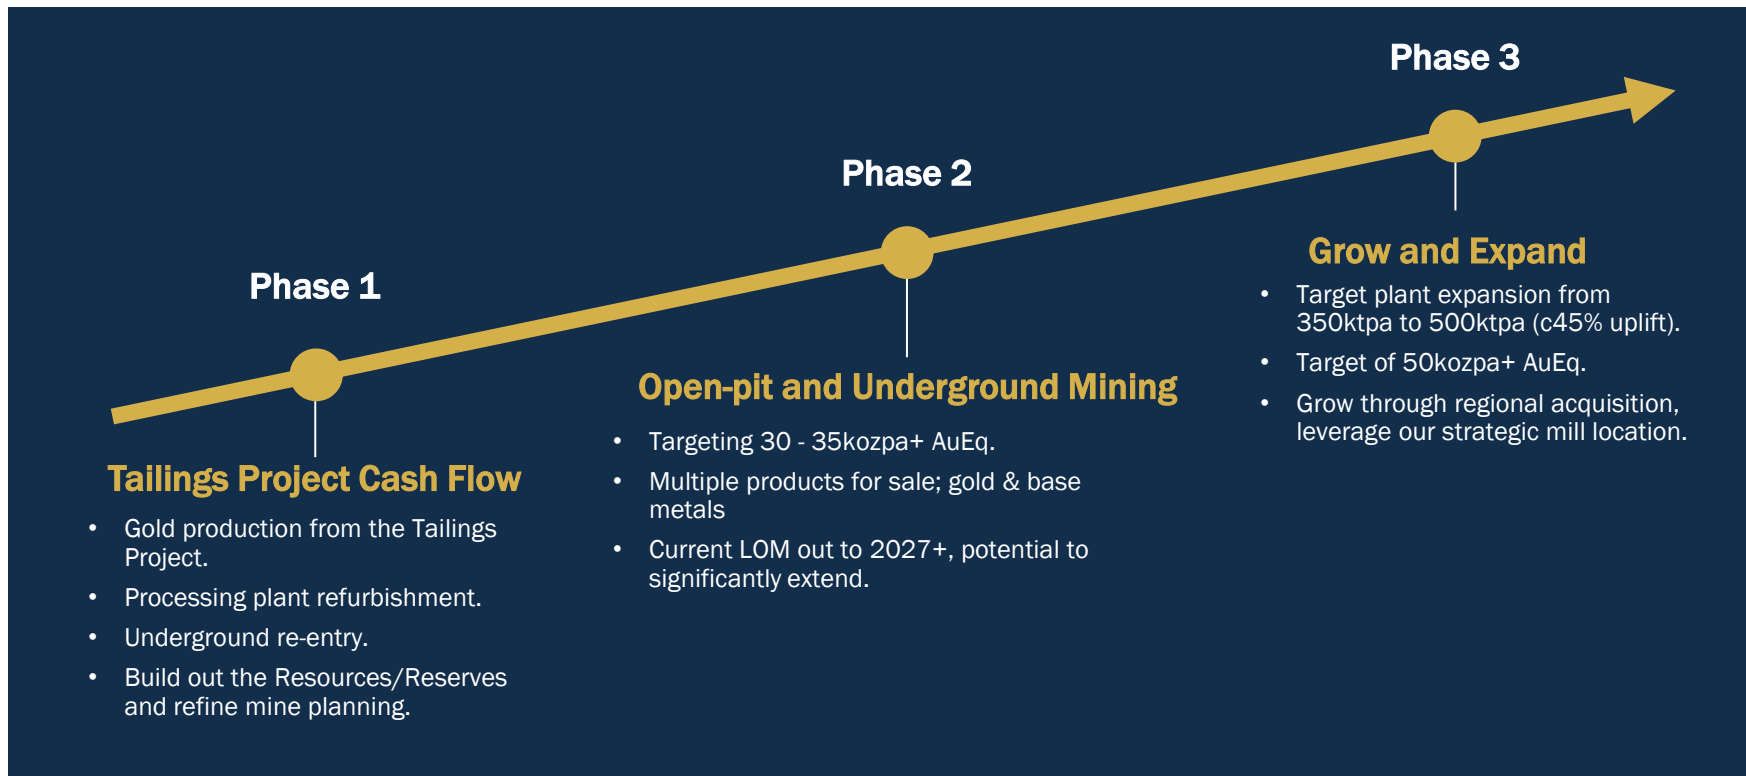 Phase 1
Tailings Project Cash Flow
• Gold production from the Tailings
Project.
• Processing plant refurbishment.
• Underground re-entry.
• Build out the Resources/Reserves
and refine mine planning.
Phase 2
Open-pit and Underground Mining
• Targeting 30 - 35kozpa+ AuEq.
• Multiple products for sale; gold & base
metals
• Current LOM out to 2027+, potential to
significantly extend.
Phase 3
Grow and Expand
• Target plant expansion from
350ktpa to 500ktpa (c45% uplift).
• Target of 50kozpa+ AuEq.
• Grow through regional acquisition,
leverage our strategic mill location.